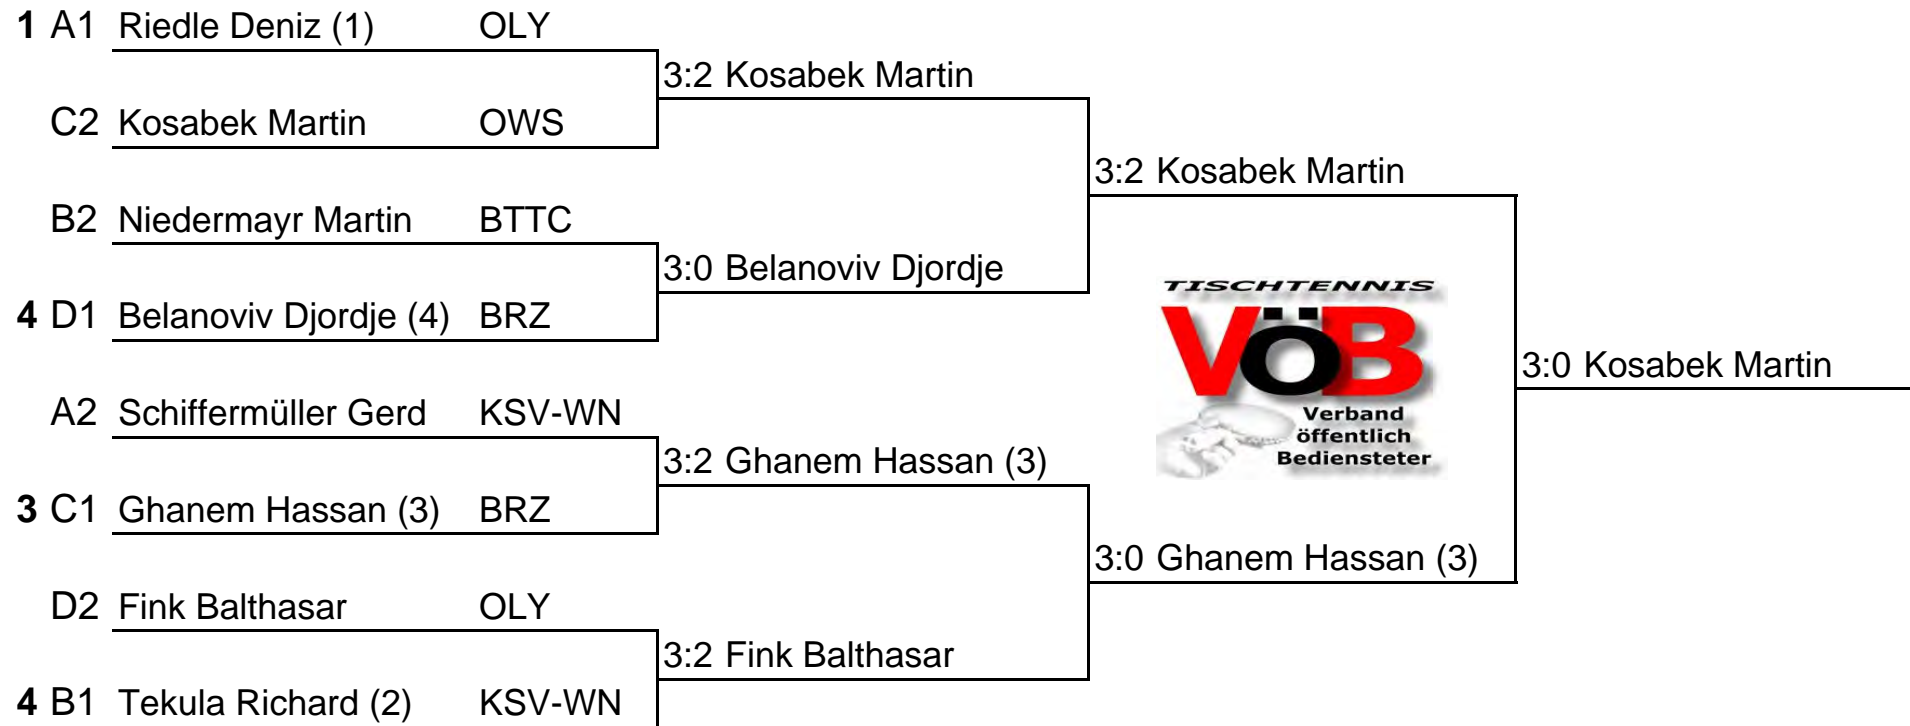 1 A1 Riedle Deniz (1) OLY
3:2 Kosabek Martin
C2 Kosabek Martin OWS
3:2 Kosabek Martin
B2 Niedermayr Martin BTTC
3:0 Belanoviv Djordje
TISCHTENNIS
4 D1 Belanoviv Djordje (4) BRZ
VöB
3:0 Kosabek Martin
A2 Schiffermüller Gerd KSV-WN
Verband
öffentlich
Bediensteter
3:2 Ghanem Hassan (3)
3 C1 Ghanem Hassan (3) BRZ
3:0 Ghanem Hassan (3)
D2 Fink Balthasar OLY
3:2 Fink Balthasar
4 B1 Tekula Richard (2) KSV-WN